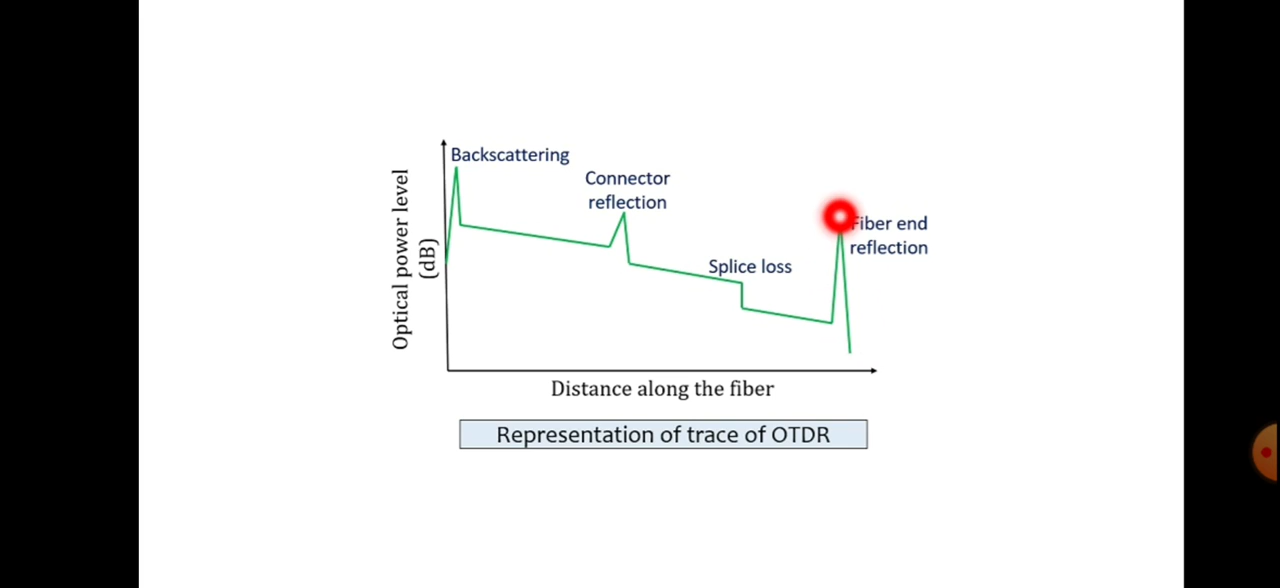 Backscattering
Connector
reflection
Splice loss
Fiber end
reflection
Optical power level
(dB)
Distance along the fiber
Representation of trace of OTDR